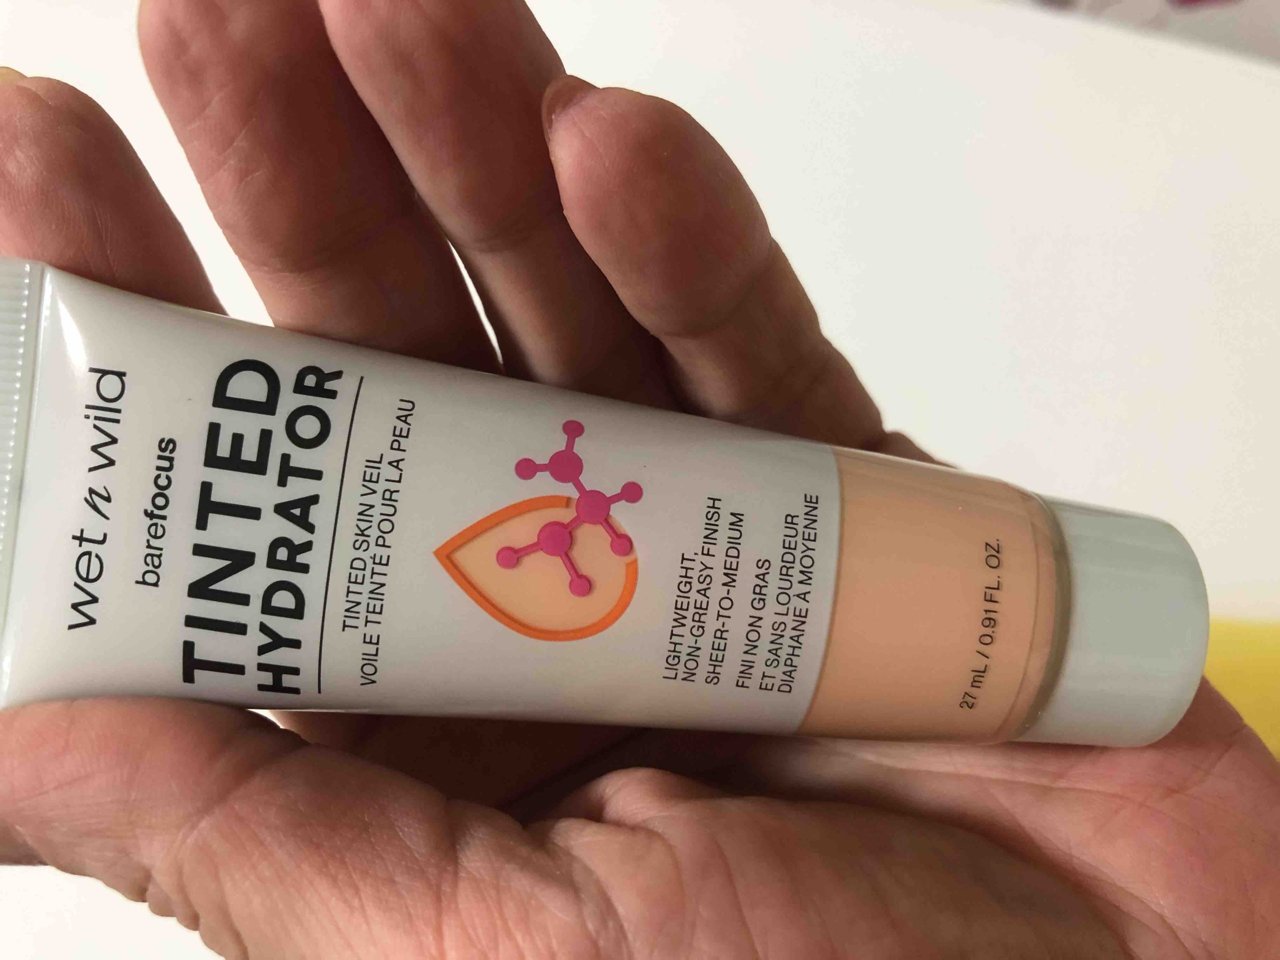 wet n wild
barefocus
TINTED
HYDRATOR
TINTED SKIN VEIL
VOILE TEINTÉ POUR LA PEAU
LIGHTWEIGHT,
NON-GREASY FINISH
SHEER-TO-MEDIUM
FINI NON GRAS
ET SANS LOURDEUR
DIAPHANE À MOYENNE
27 mL / 0.91 FL. OZ.